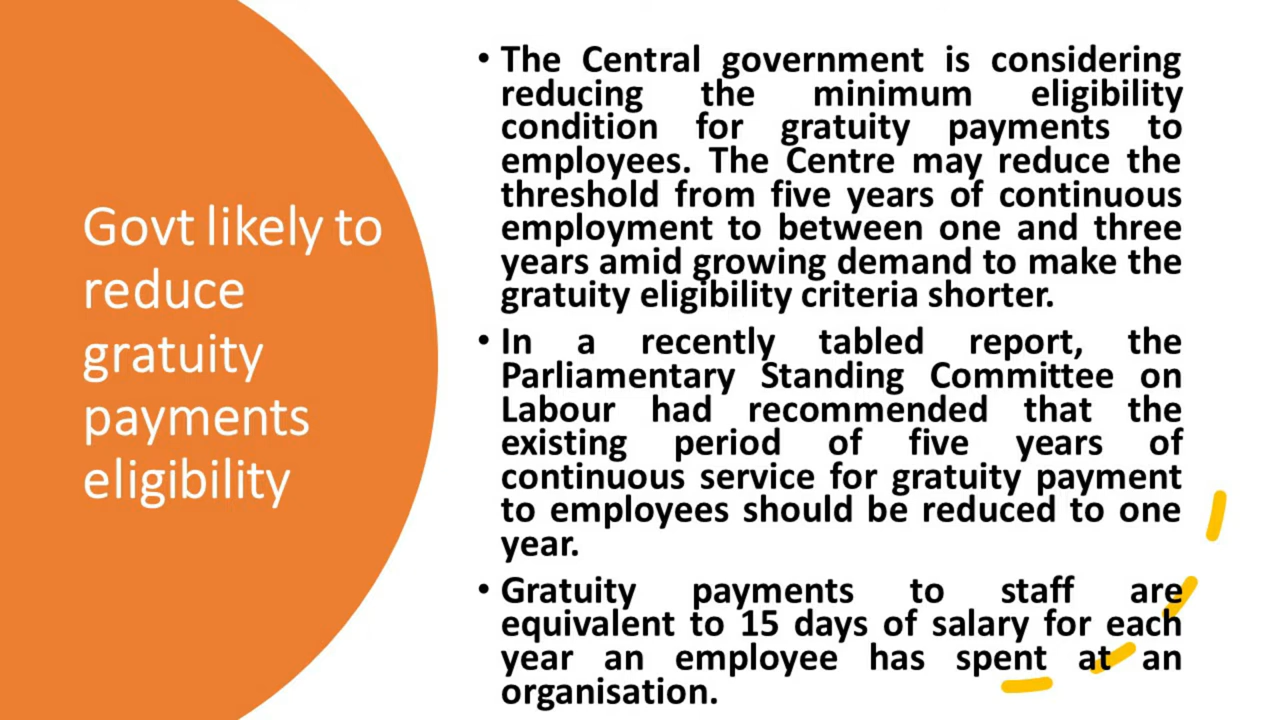 Govt likely to
reduce
gratuity
payments
eligibility
• The Central government is considering
reducing the minimum eligibility
condition for gratuity payments to
employees. The Centre may reduce the
threshold from five years of continuous
employment to between one and three
years amid growing demand to make the
gratuity eligibility criteria shorter.
• In a recently tabled report, the
Parliamentary Standing Committee on
Labour had recommended that the
existing period of five years of
continuous service for gratuity payment
to employees should be reduced to one
year.
• Gratuity payments to staff are
equivalent to 15 days of salary for each
year an employee has spent at an
organisation.